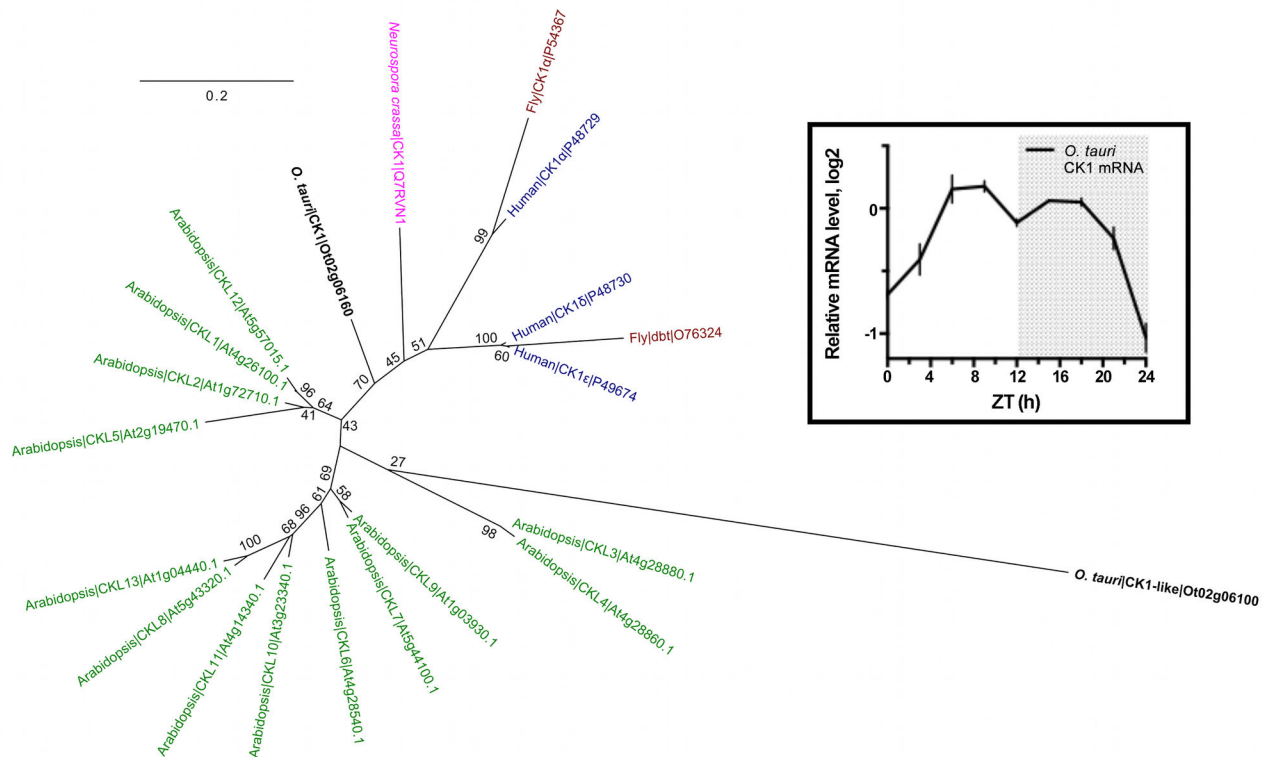 0.2
Neurospora crassa|CK1|Q7RVN1
Fly|CK1α|P54367
Human|CK1α|P48729
O. tauri|CK1|Ot02g06160
Arabidopsis|CKL12|At5g57015.1
Arabidopsis|CKL1|At4g26100.1
Arabidopsis|CKL2|At1g72710.1
Arabidopsis|CKL5|At2g19470.1
99
Human|CK1δ|P48730
Fly|dbt|O76324
Human|CK1ε|P49674
100
60
51
45
70
96
64
41
43
27
98
69
61
58
96
68
100
Arabidopsis|CKL3|At4g28880.1
Arabidopsis|CKL4|At4g28860.1
O. tauri|CK1-like|Ot02g06100
Arabidopsis|CKL9|At1g03930.1
Arabidopsis|CKL7|At5g44100.1
Arabidopsis|CKL6|At4g28540.1
Arabidopsis|CKL10|At3g23340.1
Arabidopsis|CKL11|At4g14340.1
Arabidopsis|CKL8|At5g43320.1
Arabidopsis|CKL13|At1g04440.1
Relative mRNA level, log2
O. tauri
CK1 mRNA
0
-1
0 4 8 12 16 20 24
ZT (h)